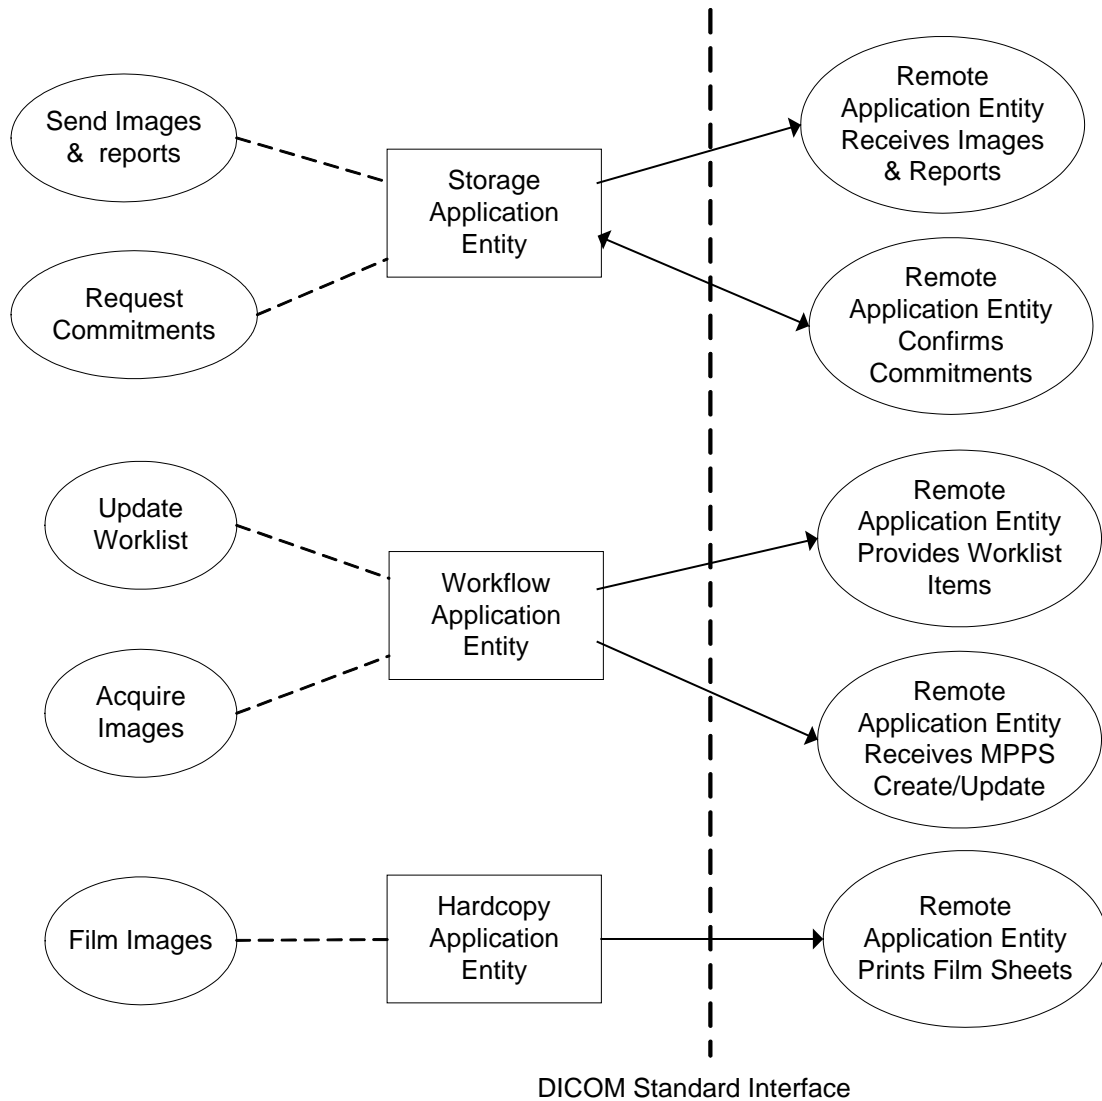 Send Images
& reports
Request
Commitments
Storage
Application
Entity
Remote
Application Entity
Receives Images
& Reports
Remote
Application Entity
Confirms
Commitments
Update
Worklist
Acquire
Images
Workflow
Application
Entity
Remote
Application Entity
Provides Worklist
Items
Remote
Application Entity
Receives MPPS
Create/Update
Film Images
Hardcopy
Application
Entity
Remote
Application Entity
Prints Film Sheets
DICOM Standard Interface